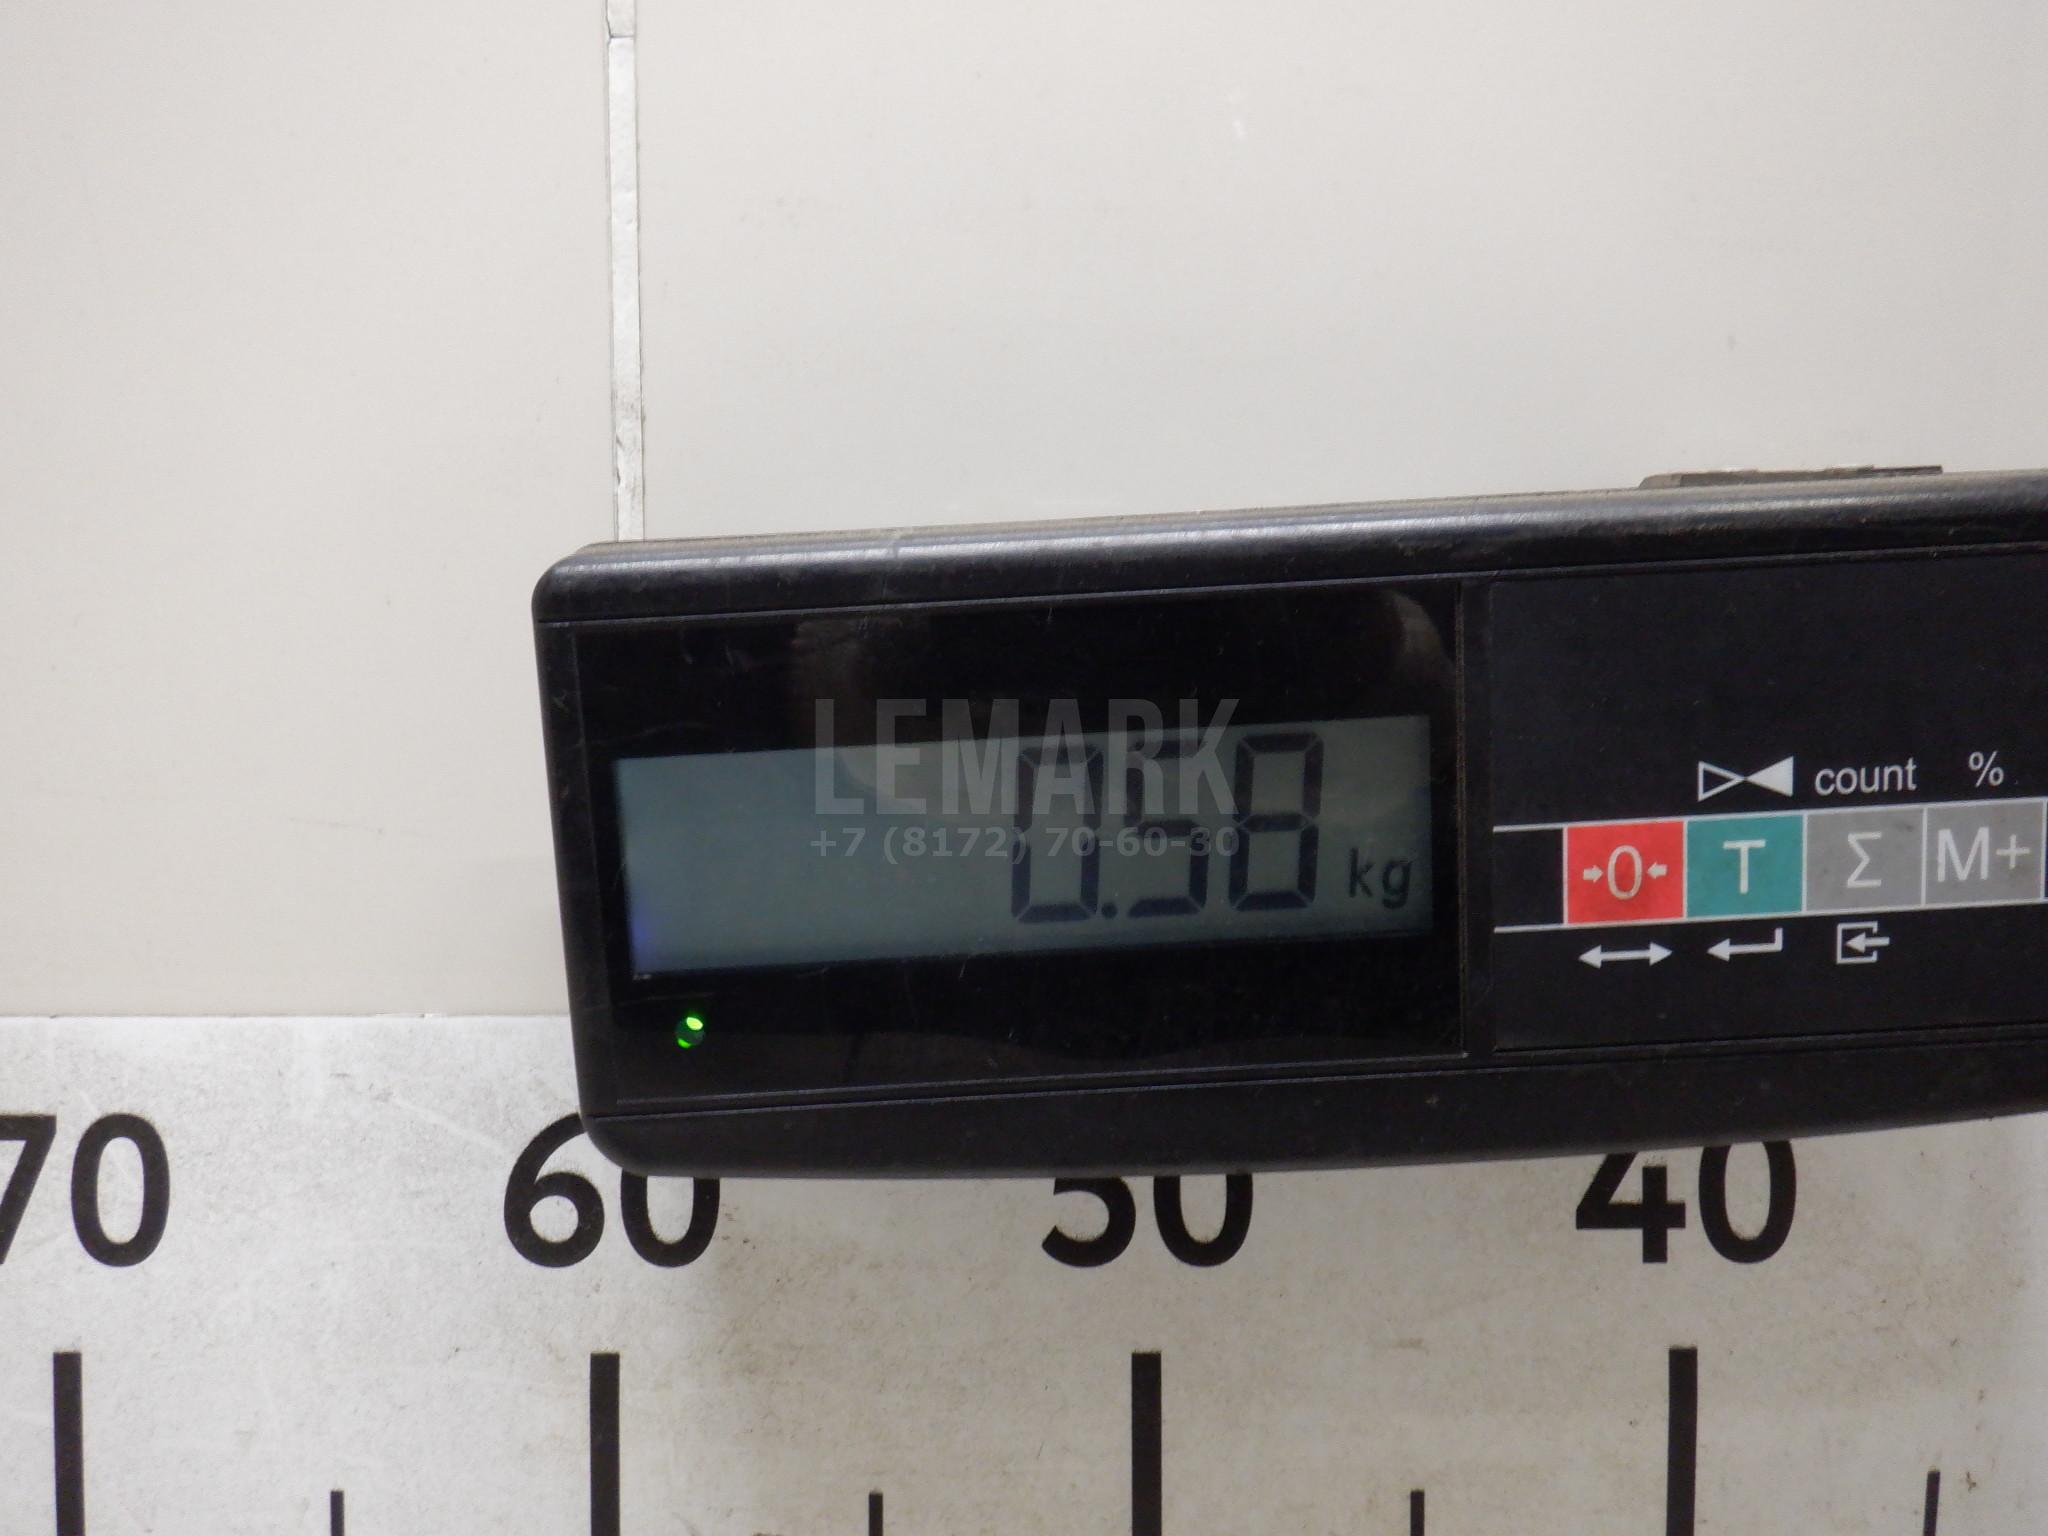 LEMARK
+7 (8172) 70-60-30
0.58 kg
count %
→0← T Σ M+
70 60 50 40